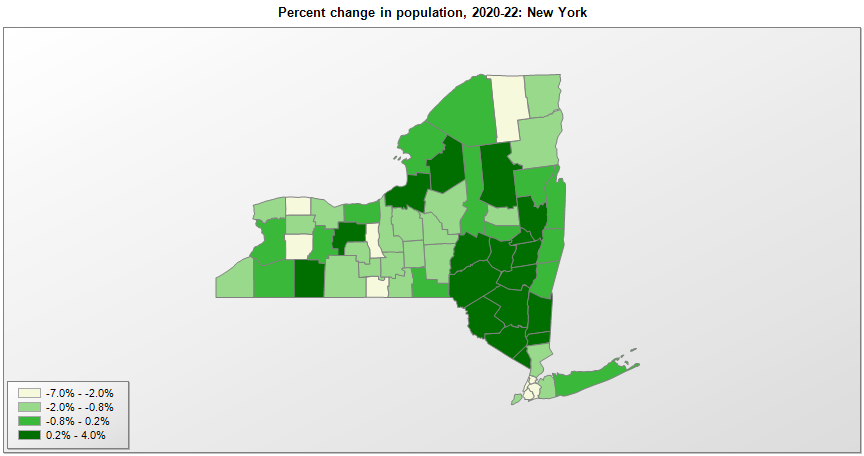 Percent change in population, 2020-22: New York
-7.0% - -2.0%
-2.0% - -0.8%
-0.8% - 0.2%
0.2% - 4.0%